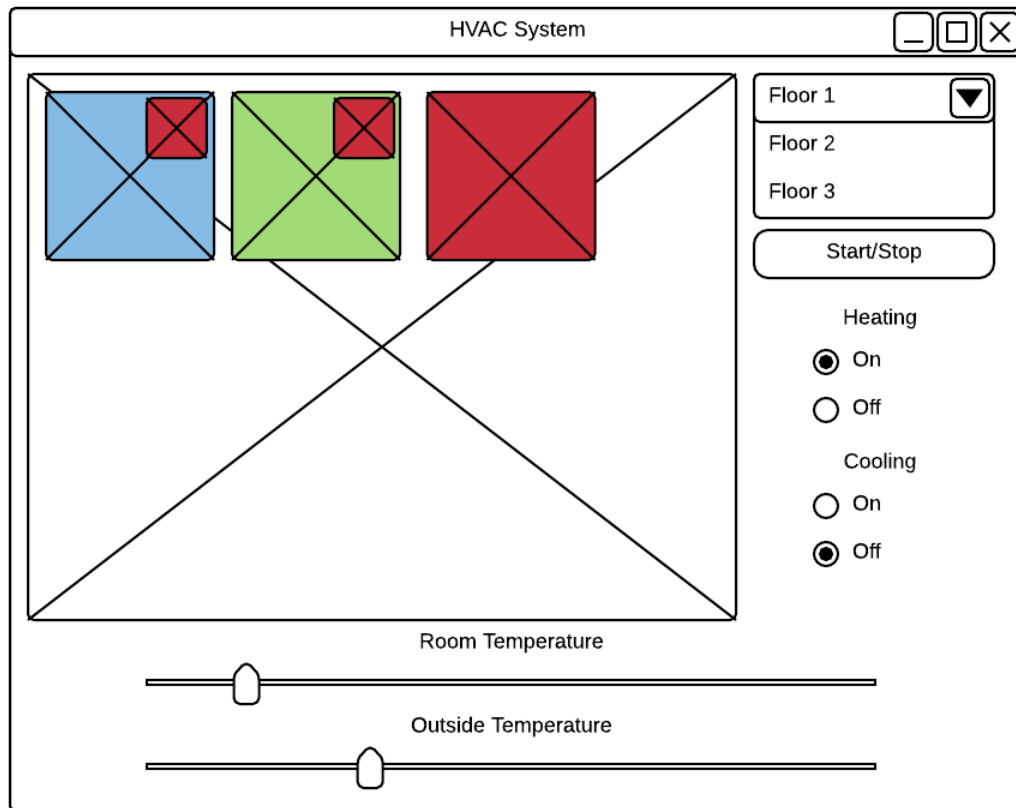 HVAC System
Floor 1
Floor 2
Floor 3
Start/Stop
Heating
On
Off
Cooling
On
Off
Room Temperature
Outside Temperature